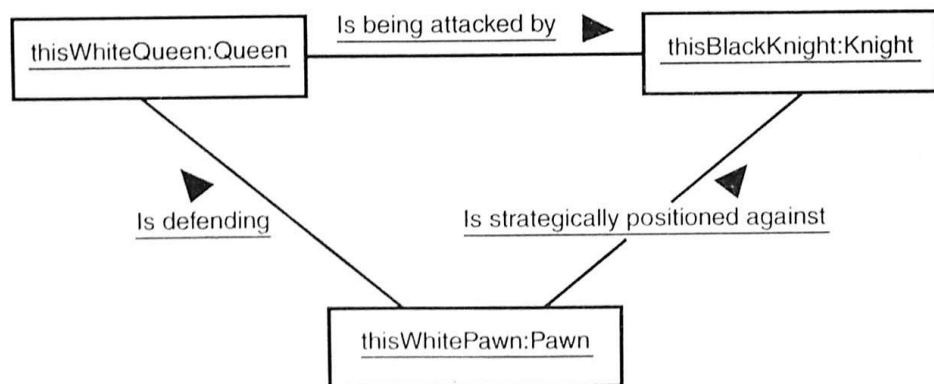 Is being attacked by
thisWhiteQueen:Queen
thisBlackKnight:Knight
Is defending
Is strategically positioned against
thisWhitePawn:Pawn